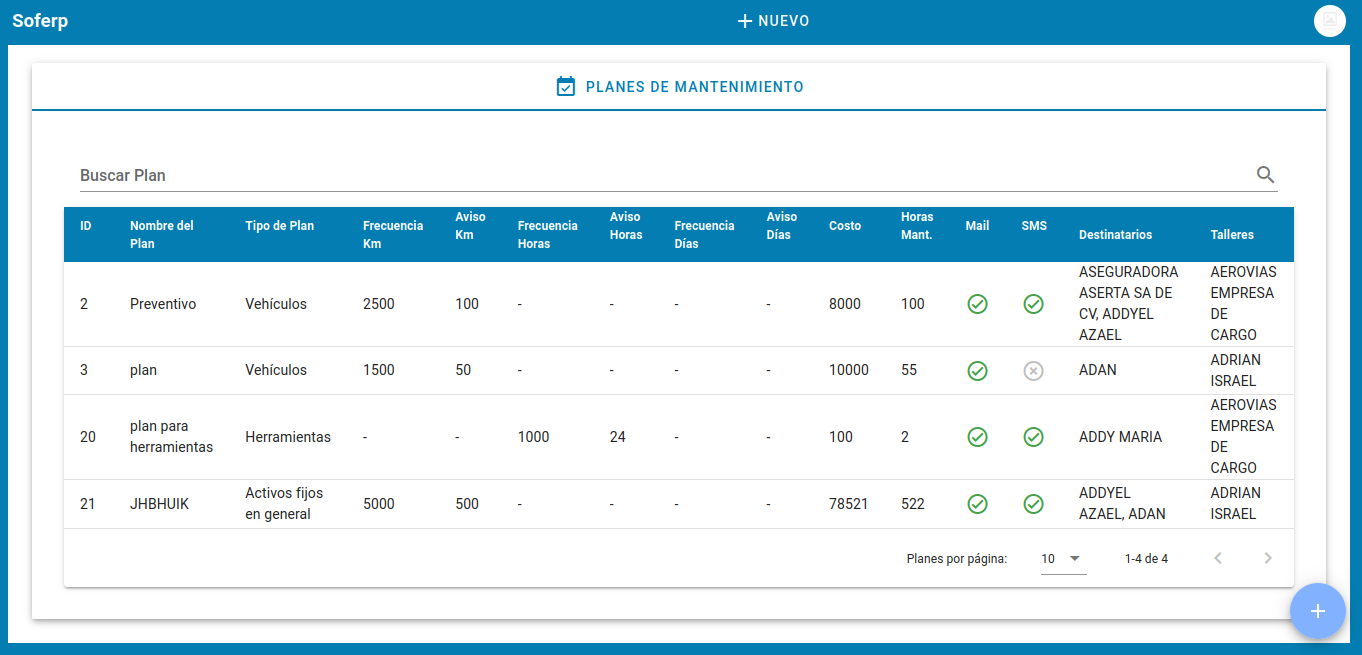 Soferp
NUEVO
PLANES DE MANTENIMIENTO
Buscar Plan
ID Nombre del Plan Tipo de Plan Frecuencia Km Aviso Km Frecuencia Horas Aviso Horas Frecuencia Días Aviso Días Costo Horas Mant. Mail SMS Destinatarios Talleres
2 Preventivo Vehículos 2500 100 - - - - 8000 100 ASEGURADORA ASERTA SA DE CV, ADDYEL AZAEL AEROVIAS EMPRESA DE CARGO
3 plan Vehículos 1500 50 - - - - 10000 55 ADAN ADRIAN ISRAEL
20 plan para herramientas Herramientas - - 1000 24 - - 100 2 ADDY MARIA AEROVIAS EMPRESA DE CARGO
21 JHBHUIK Activos fijos en general 5000 500 - - - - 78521 522 ADDYEL AZAEL, ADAN ADRIAN ISRAEL
Planes por página: 10 1-4 de 4